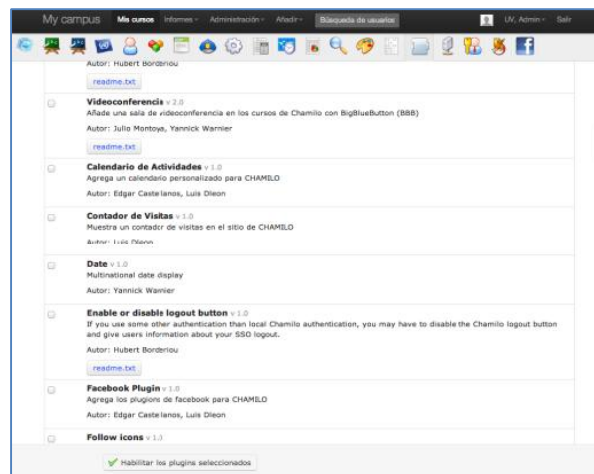 My campus Mis cursos Informes Administración Añadir Búsqueda de usuarios UV, Admin Salir
Autor: Hubert Borderiou
readme.txt
Videoconferencia v 2.0
Añade una sala de videoconferencia en los cursos de Chamilo con BigBlueButton (BBB)
Autor: Julio Montoya, Yannick Warnier
readme.txt
Calendario de Actividades v 1.0
Agrega un calendario personalizado para CHAMILO
Autor: Edgar Castellanos, Luis Dleon
Contador de Visitas v 1.0
Muestra un contador de visitas en el sitio de CHAMILO
Autor: Luis Dleon
Date v 1.0
Multinational date display
Autor: Yannick Warnier
Enable or disable logout button v 1.0
If you use some other authentication than local Chamilo authentication, you may have to disable the Chamilo logout button
and give users information about your SSO logout.
Autor: Hubert Borderiou
readme.txt
Facebook Plugin v 1.0
Agrega los plugions de facebook para CHAMILO
Autor: Edgar Castellanos, Luis Dleon
Follow icons v 1.0
Habilitar los plugins seleccionados